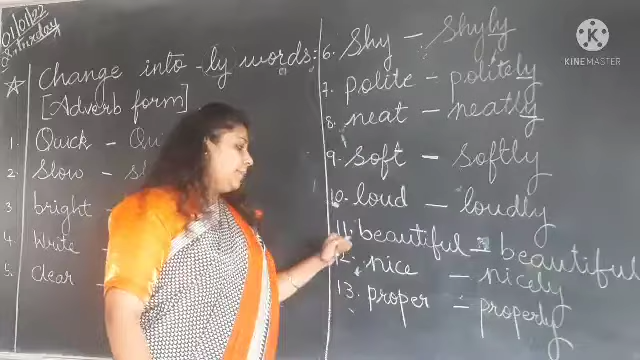 01/01/22
Saturday
Change into -ly words:
[Adverb form]
1. Quick -
2. Slow -
3. bright -
4. Write -
5. clear -
6. Shy - Shyly
7. polite - politely
8. neat - neatly
9. soft - softly
10. loud - loudly
11. beautiful - beautiful
12. nice - nicely
13. proper - properly
KINEMASTER